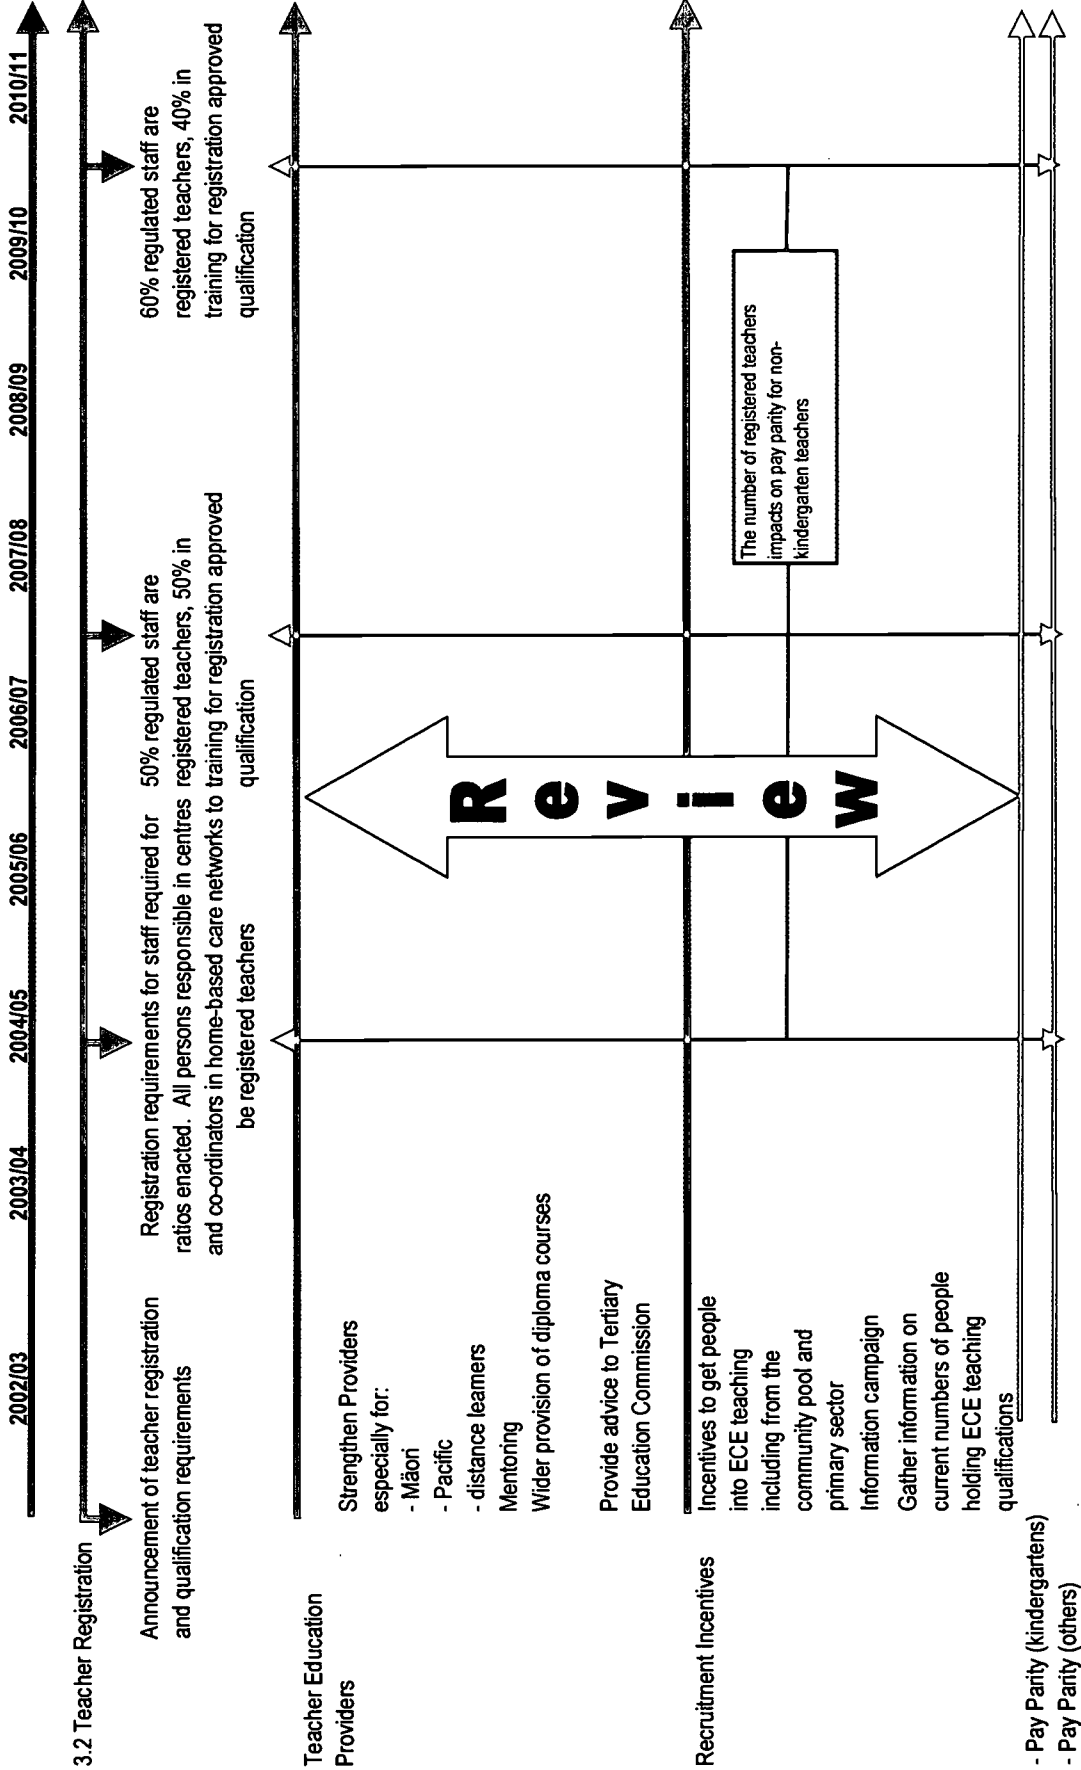 2002/03 2003/04 2004/05 2005/06 2006/07 2007/08 2008/09 2009/10 2010/11
3.2 Teacher Registration
Announcement of teacher registration
and qualification requirements
Registration requirements for staff required for
ratios enacted. All persons responsible in centres
and co-ordinators in home-based care networks to
be registered teachers
50% regulated staff are
registered teachers, 50% in
training for registration approved
qualification
60% regulated staff are
registered teachers, 40% in
training for registration approved
qualification
Teacher Education
Providers
Strengthen Providers
especially for:
- Mäori
- Pacific
- distance learners
Mentoring
Wider provision of diploma courses
Provide advice to Tertiary
Education Commission
Review
Recruitment Incentives
Incentives to get people
into ECE teaching
including from the
community pool and
primary sector
Information campaign
Gather information on
current numbers of people
holding ECE teaching
qualifications
The number of registered teachers
impacts on pay parity for non-
kindergarten teachers
- Pay Parity (kindergartens)
- Pay Parity (others)